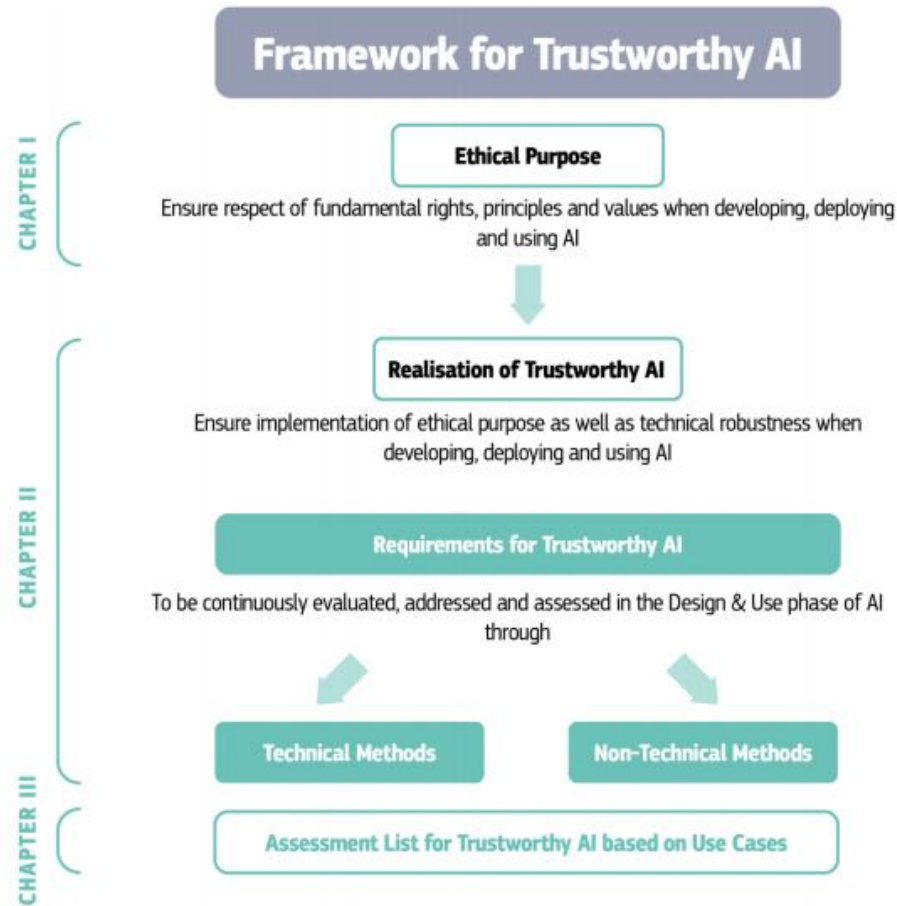 Framework for Trustworthy AI
CHAPTER I
Ethical Purpose
Ensure respect of fundamental rights, principles and values when developing, deploying
and using AI
CHAPTER II
Realisation of Trustworthy AI
Ensure implementation of ethical purpose as well as technical robustness when
developing, deploying and using AI
Requirements for Trustworthy AI
To be continuously evaluated, addressed and assessed in the Design & Use phase of AI
through
Technical Methods
Non-Technical Methods
CHAPTER III
Assessment List for Trustworthy AI based on Use Cases